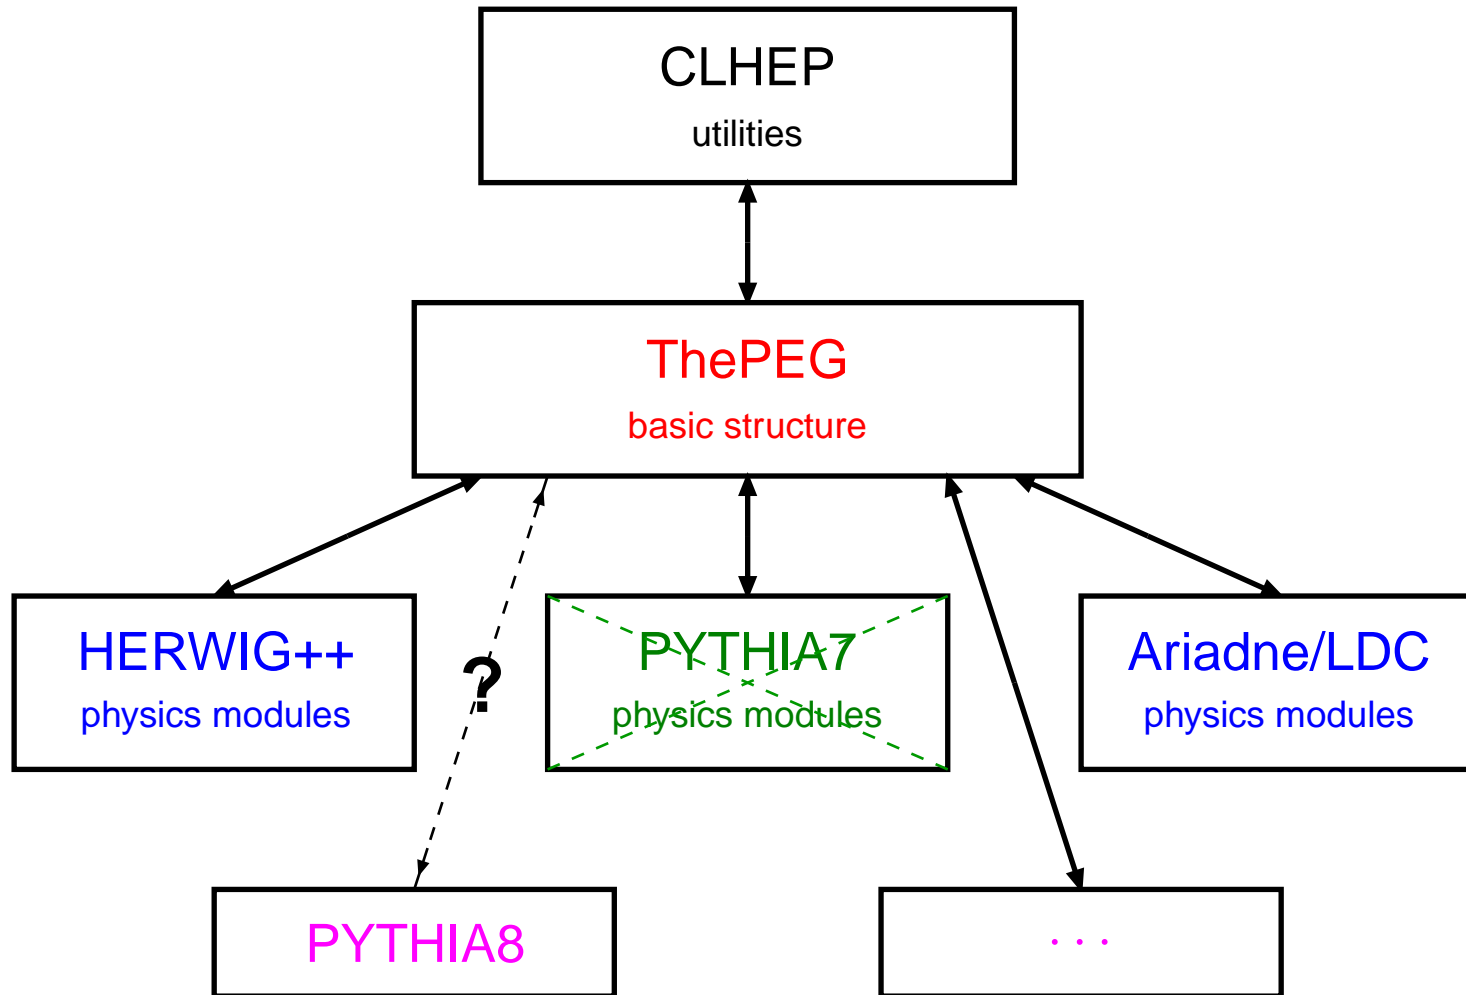 CLHEP
utilities
ThePEG
basic structure
HERWIG++
physics modules
?
PYTHIA7
physics modules
Ariadne/LDC
physics modules
PYTHIA8
· · ·